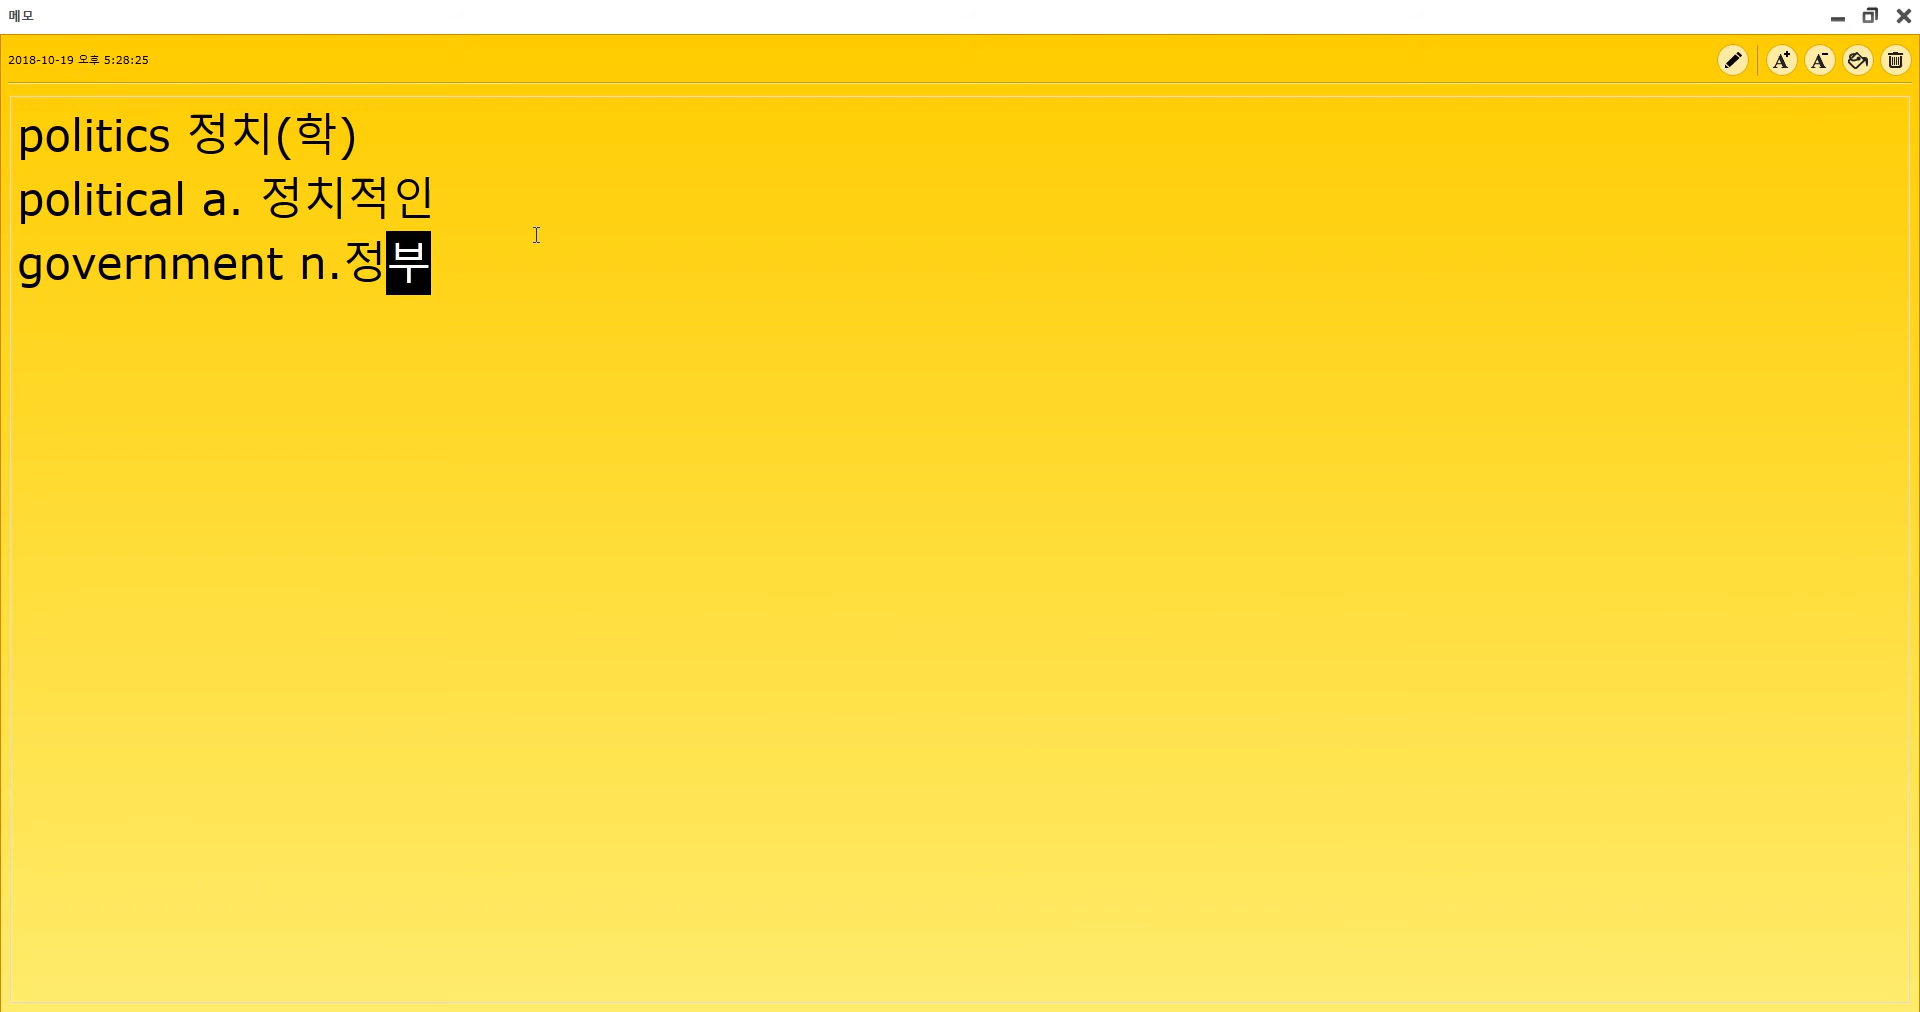 메모
2018-10-19 오후 5:28:25
politics 정치(학)
political a. 정치적인
government n.정부